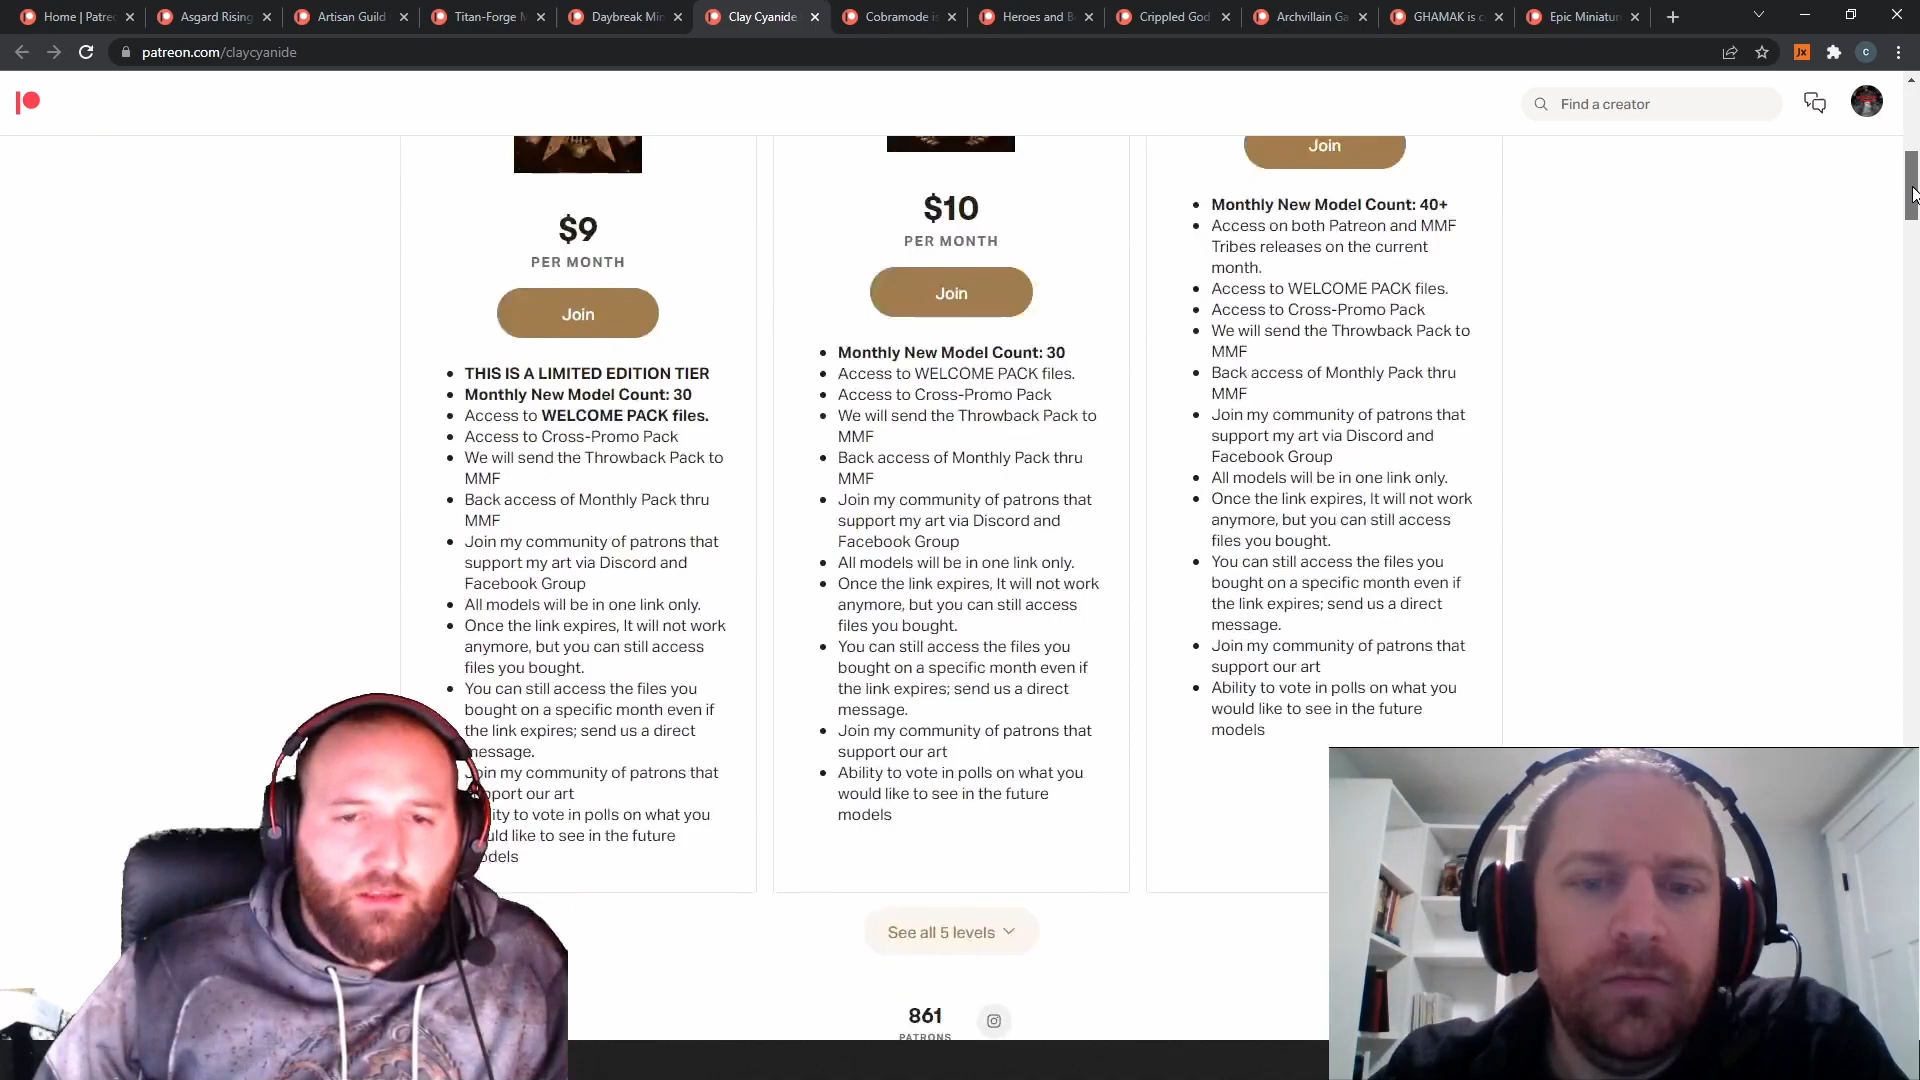 Home | Patre
Asgard Rising
Artisan Guild
Titan-Forge M
Daybreak Min
Clay Cyanide
Cobramode is
Heroes and B
Crippled God
Archvillain Ga
GHAMAK is c
Epic Miniatur
patreon.com/claycyanide
Jx
C
Find a creator
$9
PER MONTH
Join
THIS IS A LIMITED EDITION TIER
Monthly New Model Count: 30
Access to WELCOME PACK files.
Access to Cross-Promo Pack
We will send the Throwback Pack to
MMF
Back access of Monthly Pack thru
MMF
Join my community of patrons that
support my art via Discord and
Facebook Group
All models will be in one link only.
Once the link expires, It will not work
anymore, but you can still access
files you bought.
You can still access the files you
bought on a specific month even if
the link expires; send us a direct
message.
Join my community of patrons that
support our art
ity to vote in polls on what you
uld like to see in the future
odels
$10
PER MONTH
Join
Monthly New Model Count: 30
Access to WELCOME PACK files.
Access to Cross-Promo Pack
We will send the Throwback Pack to
MMF
Back access of Monthly Pack thru
MMF
Join my community of patrons that
support my art via Discord and
Facebook Group
All models will be in one link only.
Once the link expires, It will not work
anymore, but you can still access
files you bought.
You can still access the files you
bought on a specific month even if
the link expires; send us a direct
message.
Join my community of patrons that
support our art
Ability to vote in polls on what you
would like to see in the future
models
Join
Monthly New Model Count: 40+
Access on both Patreon and MMF
Tribes releases on the current
month.
Access to WELCOME PACK files.
Access to Cross-Promo Pack
We will send the Throwback Pack to
MMF
Back access of Monthly Pack thru
MMF
Join my community of patrons that
support my art via Discord and
Facebook Group
All models will be in one link only.
Once the link expires, It will not work
anymore, but you can still access
files you bought.
You can still access the files you
bought on a specific month even if
the link expires; send us a direct
message.
Join my community of patrons that
support our art
Ability to vote in polls on what you
would like to see in the future
models
See all 5 levels
861
PATRONS